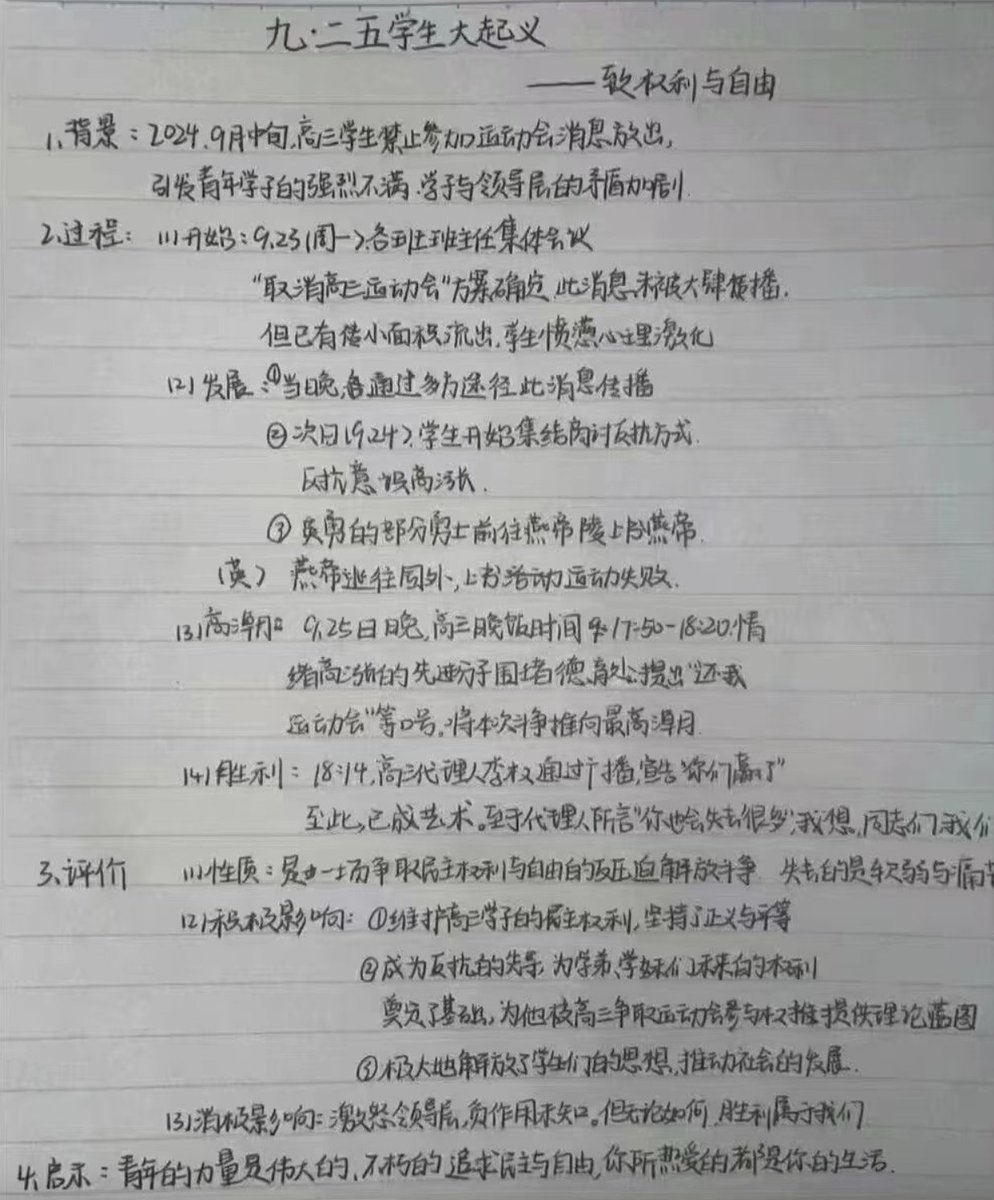 九·二五学生大起义
——致权利与自由
1、背景：2024.9月中旬,高三学生禁止参加运动会消息放出,
引发青年学子的强烈不满.学子与领导层的矛盾加剧.
2、过程： (1)开始：9.23(周一),各班班主任集体会议
“取消高三运动会”方案确定,此消息未被大肆传播.
但已有小面积流出,学生愤懑心理激化
(2)发展：①当晚,通过多方途径此消息传播
②次日(9.24),学生开始集结商讨反抗方式.
反抗意识高涨.
③英勇的部分勇士前往燕帝陵上书燕帝.
(英) 燕帝逃往国外,上书活动运动失败.
(3)高潮： 9.25日晚,高三晚饭时间 17:50-18:20.情
绪高涨的先进分子围堵德育处,提出“还我
运动会”等口号,将本次斗争推向最高潮
(4)胜利： 18:14,高三代理人李权通过广播,宣告“你们赢了”
至此,已成艺术。至于代理人所言“你也会失去很多”,我想,同志们,我们
3、评价 (1)性质：是一场争取民主权利与自由的反压迫解放斗争. 失去的是软弱与痛苦
(2)积极影响：①维护高三学子的民主权利,坚持了正义与平等
②成为反抗的先导,为学弟、学妹们未来的权利
奠定了基础,为他校高三争取运动会参与权提供理论蓝图
③极大地解放了学生们的思想,推动社会的发展.
(3)消极影响：激怒领导层,负作用未知。但无论如何,胜利属于我们
4、启示：青年的力量是伟大的,不朽的 追求民主与自由,你所热爱的都是你的生活.